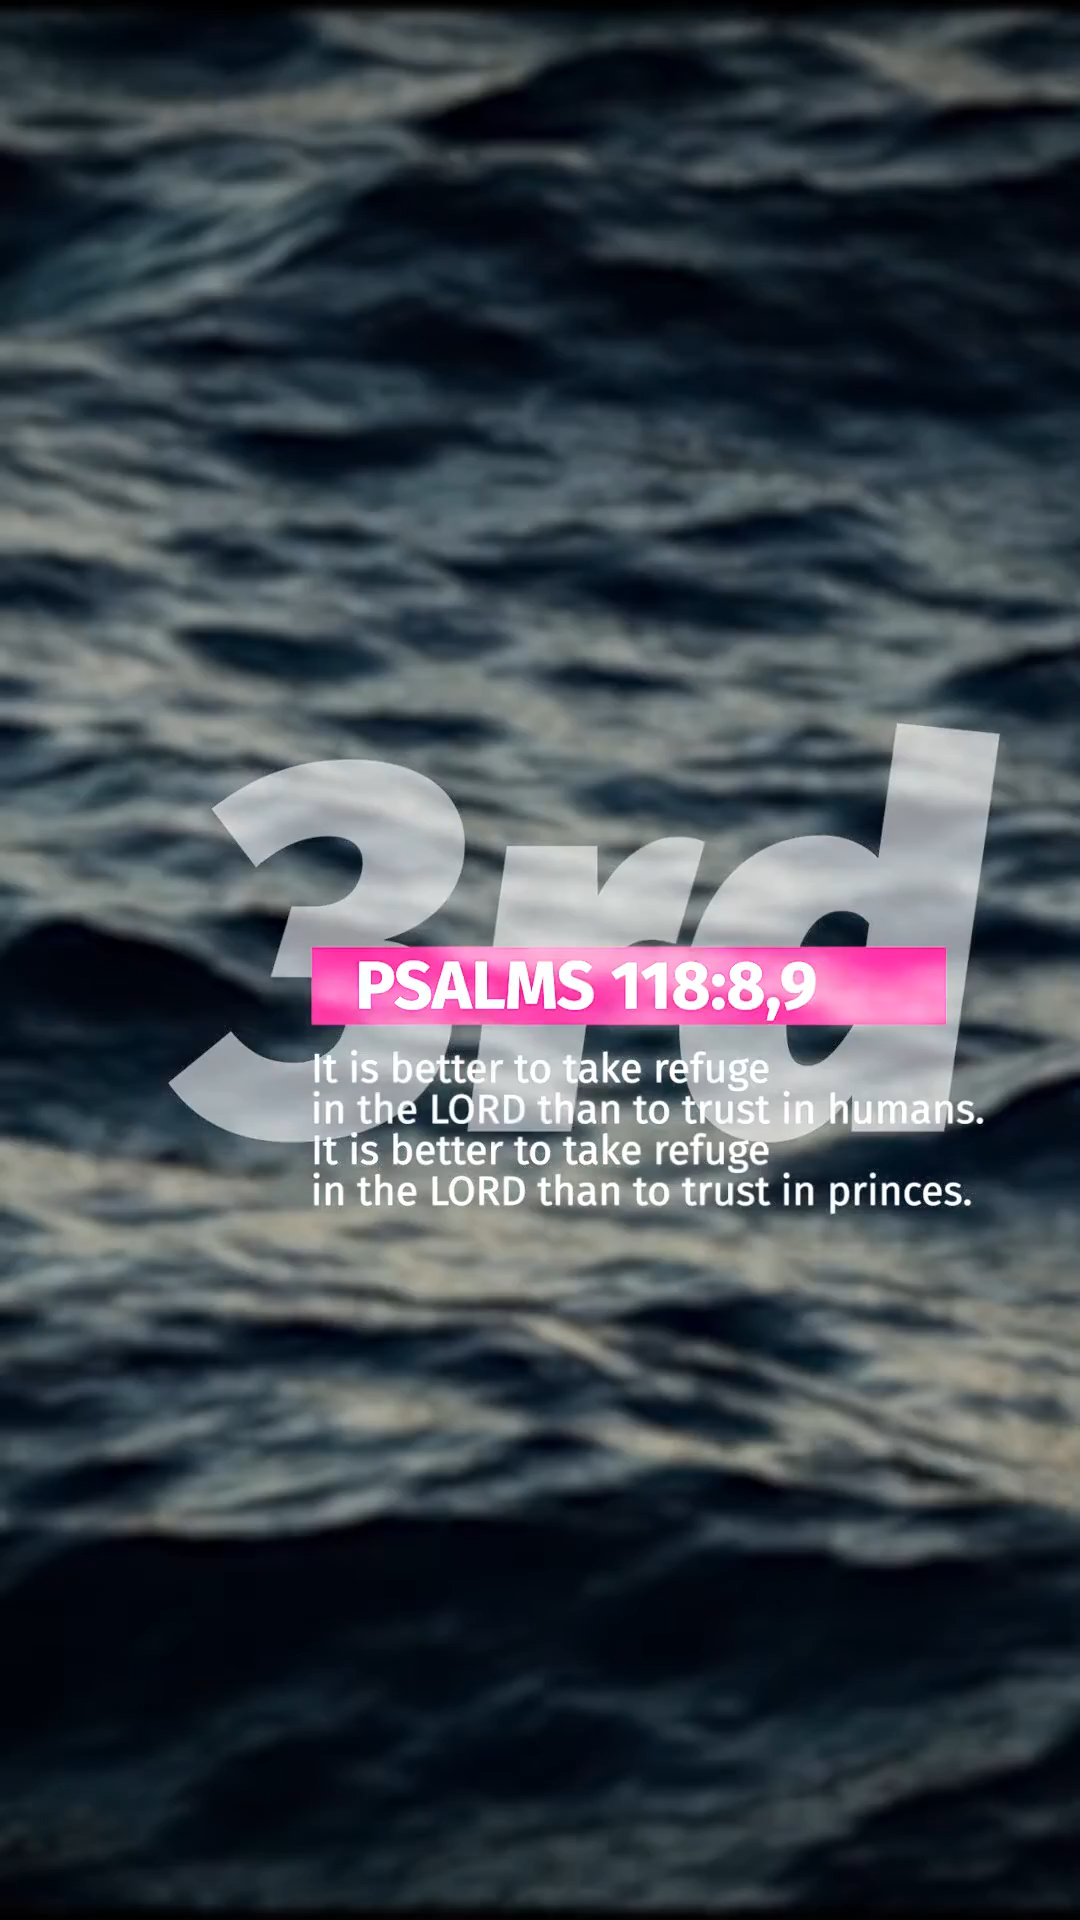 3rd
PSALMS 118:8,9
It is better to take refuge
in the LORD than to trust in humans.
It is better to take refuge
in the LORD than to trust in princes.